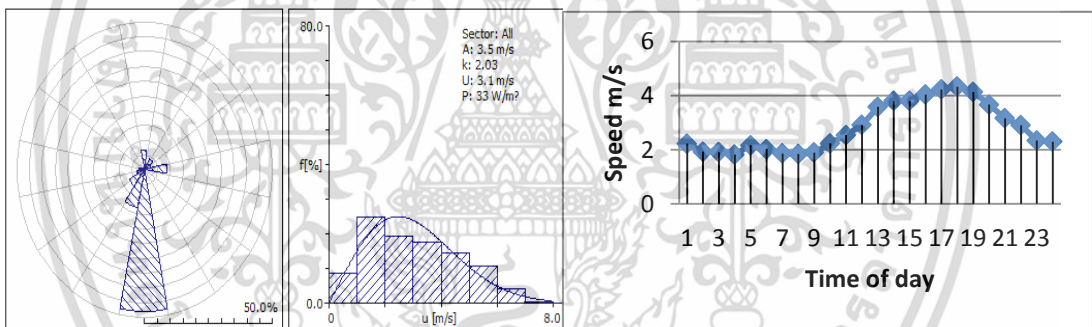 50.0%
80.0
Sector: All
A: 3.5 m/s
k: 2.03
U: 3.1 m/s
P: 33 W/m?
f[%]
0.0
0 u [m/s] 8.0
Speed m/s
6
4
2
0
1 3 5 7 9 11 13 15 17 19 21 23
Time of day